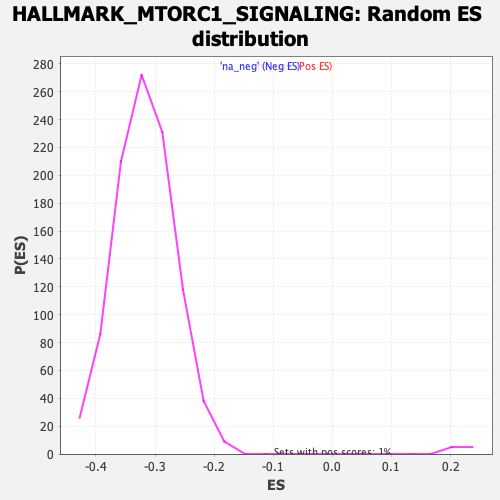 HALLMARK_MTORC1_SIGNALING: Random ES
distribution
'na_neg' (Neg ES)Pos ES)
280
260
240
220
200
180
160
140
120
100
80
60
40
20
0
P(ES)
Sets with pos scores: 1%
-0.4 -0.3 -0.2 -0.1 0.0 0.1 0.2
ES